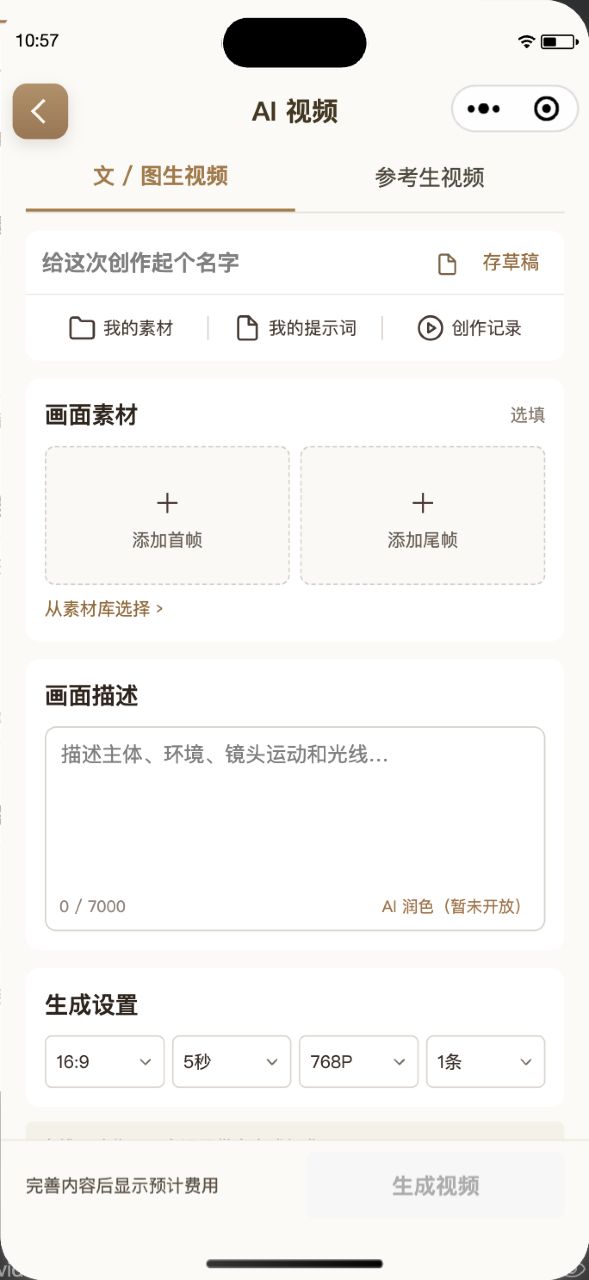 10:57
AI 视频
文 / 图生视频
参考生视频
给这次创作起个名字
存草稿
我的素材
我的提示词
创作记录
画面素材
选填
添加首帧
添加尾帧
从素材库选择 >
画面描述
描述主体、环境、镜头运动和光线...
0 / 7000
AI 润色（暂未开放）
生成设置
16:9
5秒
768P
1条
完善内容后显示预计费用
生成视频